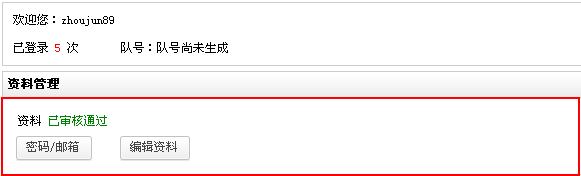 欢迎您：zhoujun89
已登录 5 次 队号：队号尚未生成
资料管理
资料 已审核通过
密码/邮箱 编辑资料